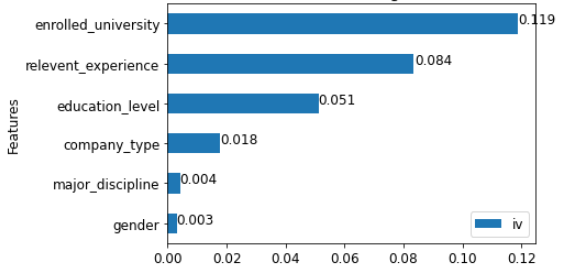 enrolled_university 0.119
relevent_experience 0.084
education_level 0.051
company_type 0.018
major_discipline 0.004
gender 0.003
Features
0.00 0.02 0.04 0.06 0.08 0.10 0.12
iv